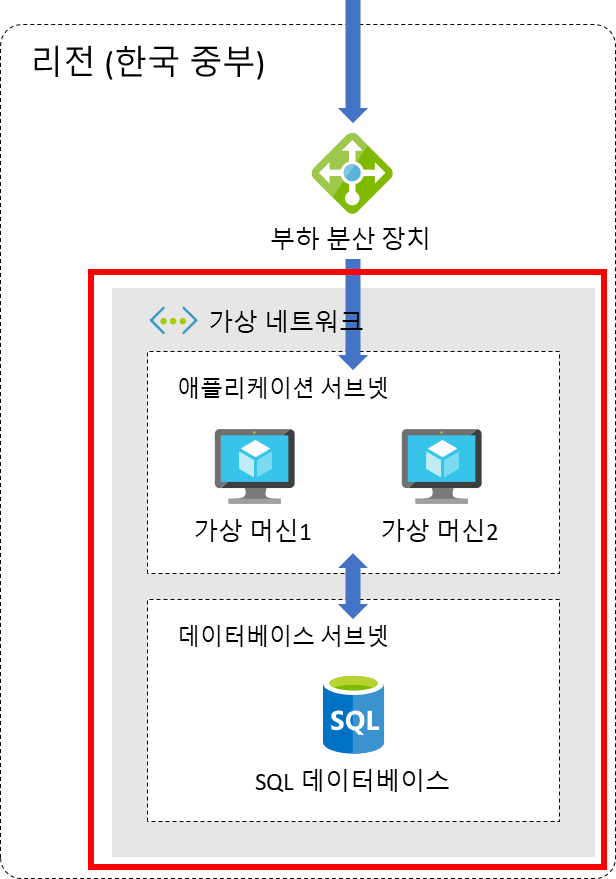 리전 (한국 중부)
부하 분산 장치
가상 네트워크
애플리케이션 서브넷
가상 머신1
가상 머신2
데이터베이스 서브넷
SQL
SQL 데이터베이스